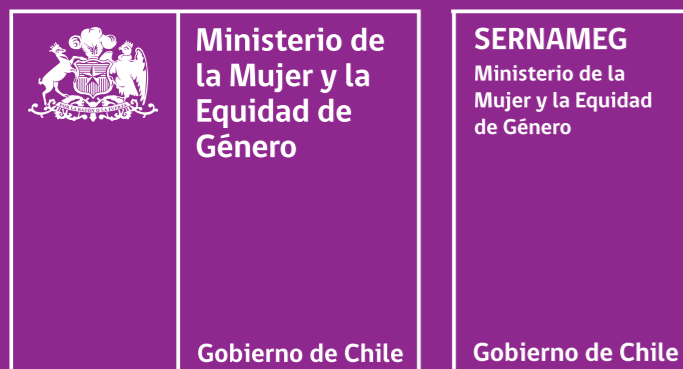 Ministerio de
la Mujer y la
Equidad de
Género
Gobierno de Chile
SERNAMEG
Ministerio de la
Mujer y la Equidad
de Género
Gobierno de Chile